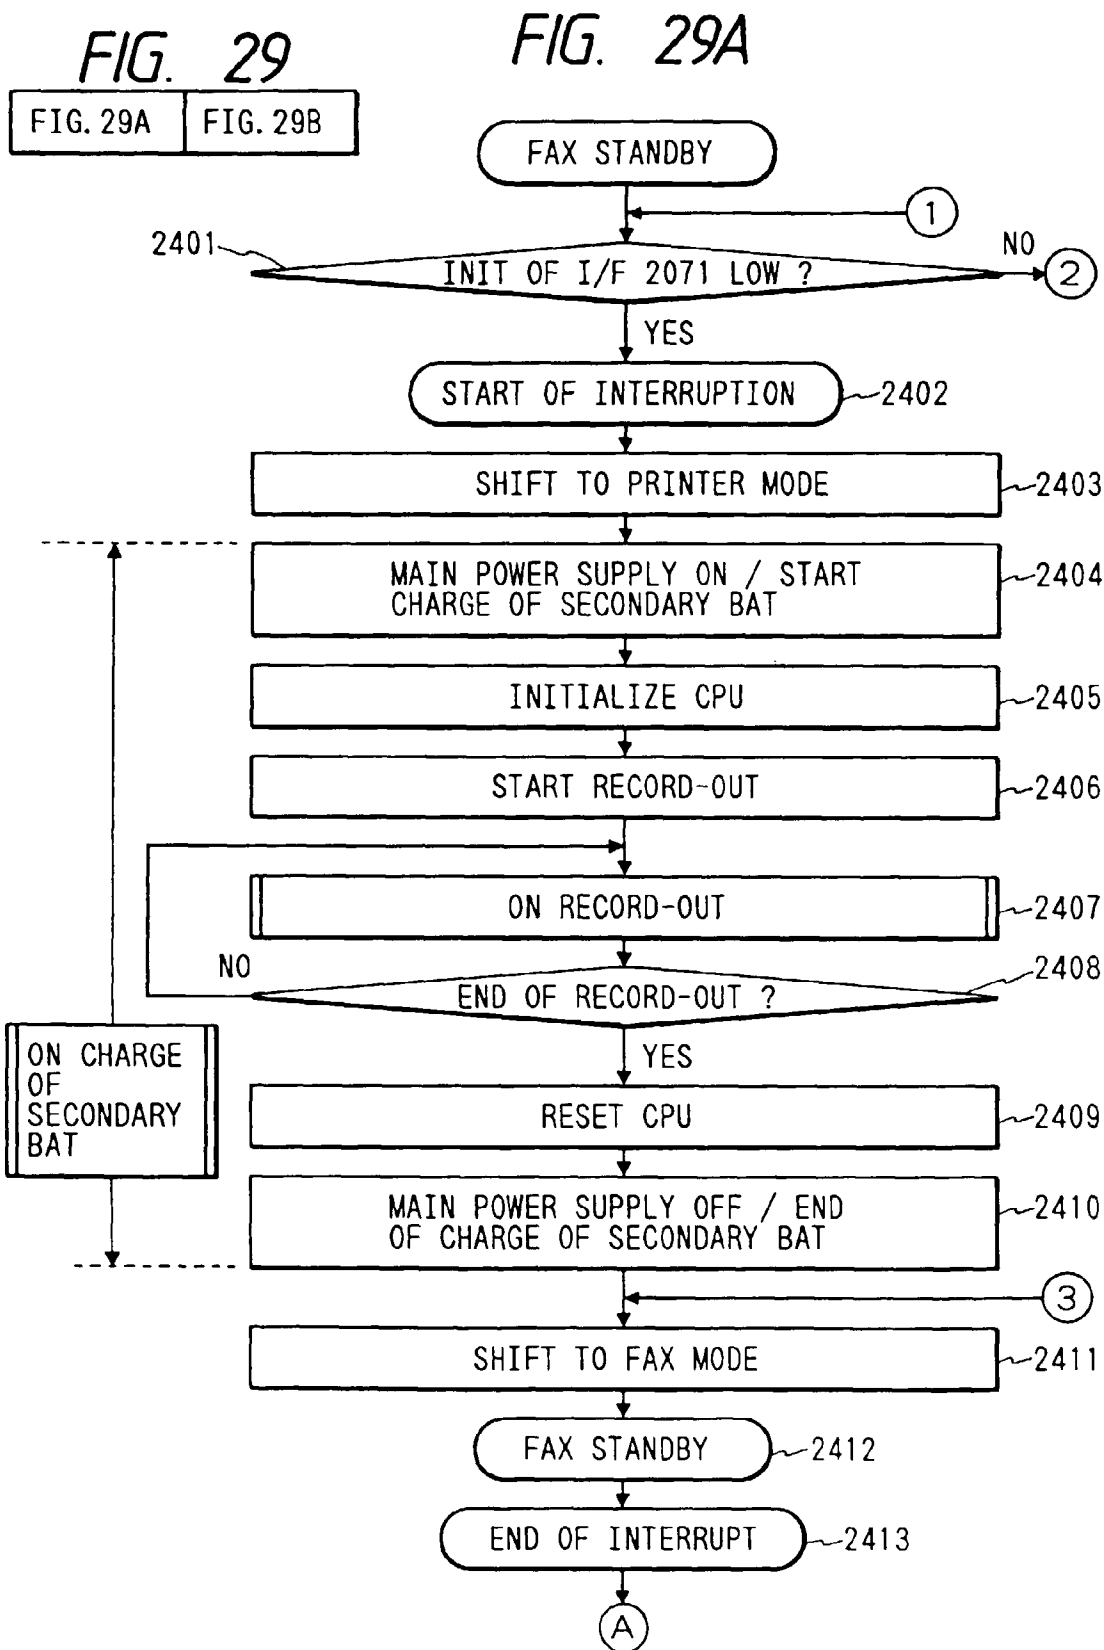 FIG. 29
FIG. 29A FIG. 29B
FIG. 29A
FAX STANDBY
1
2401
INIT OF I/F 2071 LOW ?
NO
2
YES
START OF INTERRUPTION
2402
SHIFT TO PRINTER MODE
2403
MAIN POWER SUPPLY ON / START
CHARGE OF SECONDARY BAT
2404
INITIALIZE CPU
2405
START RECORD-OUT
2406
ON RECORD-OUT
2407
NO
END OF RECORD-OUT ?
2408
YES
ON CHARGE
OF
SECONDARY
BAT
RESET CPU
2409
MAIN POWER SUPPLY OFF / END
OF CHARGE OF SECONDARY BAT
2410
3
SHIFT TO FAX MODE
2411
FAX STANDBY
2412
END OF INTERRUPT
2413
A